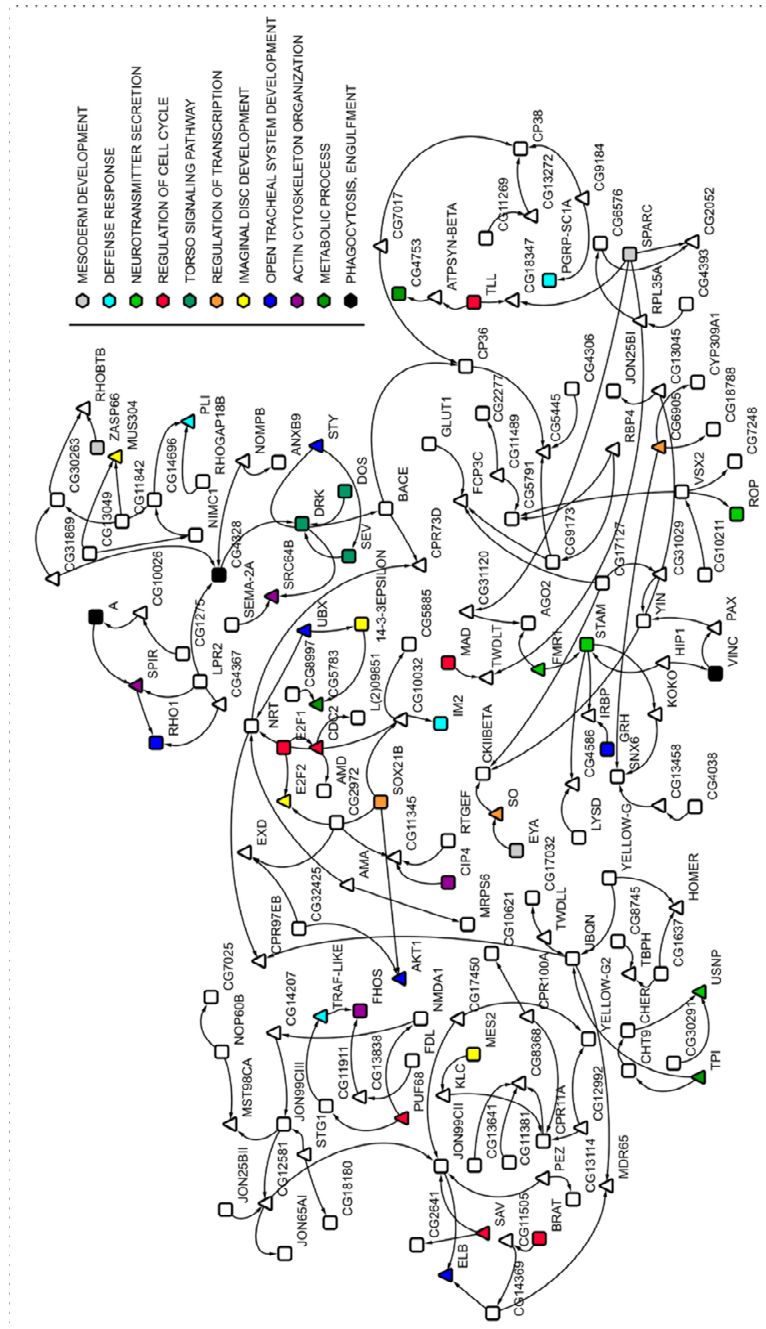 MESODERM DEVELOPMENT
DEFENSE RESPONSE
NEUROTRANSMITTER SECRETION
REGULATION OF CELL CYCLE
TORSO SIGNALING PATHWAY
REGULATION OF TRANSCRIPTION
IMAGINAL DISC DEVELOPMENT
OPEN TRACHEAL SYSTEM DEVELOPMENT
ACTIN CYTOSKELETON ORGANIZATION
METABOLIC PROCESS
PHAGOCYTOSIS, ENGULFMENT
RHOBTB
ZASP66
MUS304
PLI
RHOGAP18B
CG30263
CG13049
CG11842
CG14696
NIMC1
NOMPB
ANXB9
STY
CG31869
CG10026
CG4328
DRK
DOS
SEV
A
CG1275
SEMA-2A
SRC64B
BACE
SPIR
LPR2
CG4367
RHO1
UBX
14-3-3EPSILON
CPR73D
NRT
CG8997
CG5783
L(2)09851
CG5885
E2F1
CDC2
CG10032
IM2
E2F2
AMD
CG2972
SOX21B
CG11345
RTGEF
CIP4
EXD
AMA
MRPS6
CG32425
CPR97EB
AKT1
CP38
CG7017
CG13272
CG11269
CG9184
PGRP-SC1A
CG4753
ATPSYN-BETA
TLL
CG18347
CG6576
SPARC
CG2052
RPL35A
CG4393
CP36
CG4306
CG5445
CG2277
CG11489
CG5791
GLUT1
FCP3C
CG9173
RBP4
JON25BI
CG13045
CYP309A1
CG6905
CG18788
CG7248
VSX2
ROP
CG10211
CG31029
YIN
CG17127
CG31120
AGO2
MAD
TWDLT
FMR1
STAM
HIP1
PAX
VINC
KOKO
IRBP
GRH
SNX6
CG4586
LYSD
CG13458
CG4038
CKIIBETA
SO
EYA
CG7025
NOP60B
CG14207
TRAF-LIKE
FHOS
MST98CA
JON99CIII
STG1
CG11911
CG13838
FDL
NMDA1
PUF68
JON25BII
CG12581
JON65AI
CG18180
CG17450
MES2
KLC
JON99CII
CG10621
CPR100A
CG8368
CG13641
CG11381
CPR11A
YELLOW-G2
CG12992
PEZ
CG13114
MDR65
CG2641
SAV
CG11505
BRAT
ELB
CG14369
CG17032
TWDLL
UBQN
YELLOW-G
CG8745
TBPH
CG1637
HOMER
CHER
CHT9
USNP
CG30291
TPI